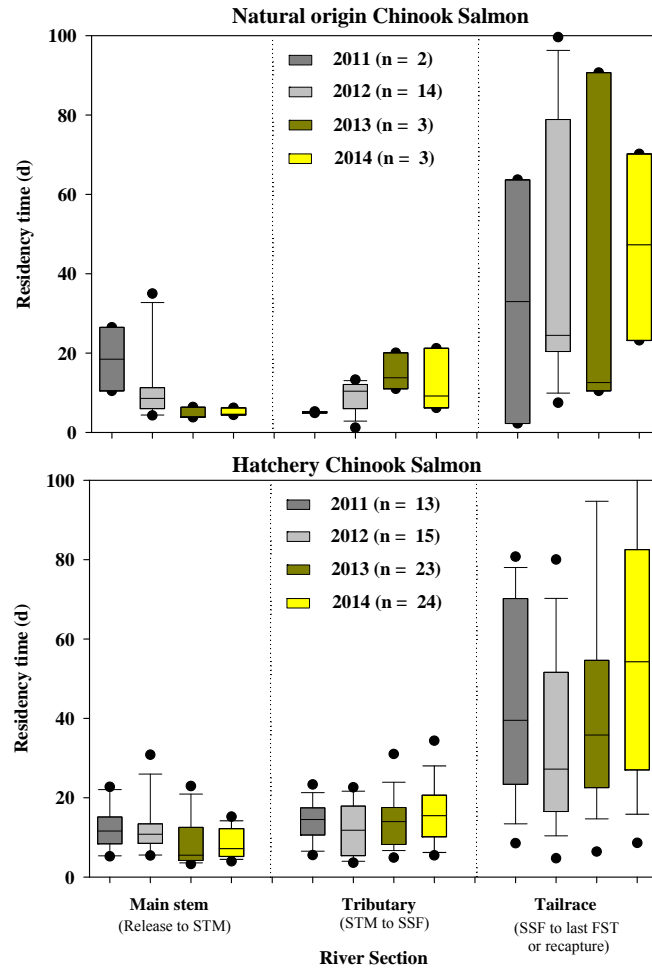 Natural origin Chinook Salmon
100
80
60
40
20
0
Residency time (d)
2011 (n = 2)
2012 (n = 14)
2013 (n = 3)
2014 (n = 3)
Hatchery Chinook Salmon
100
80
60
40
20
0
Residency time (d)
2011 (n = 13)
2012 (n = 15)
2013 (n = 23)
2014 (n = 24)
Main stem
(Release to STM)
Tributary
(STM to SSF)
Tailrace
(SSF to last FST
or recapture)
River Section